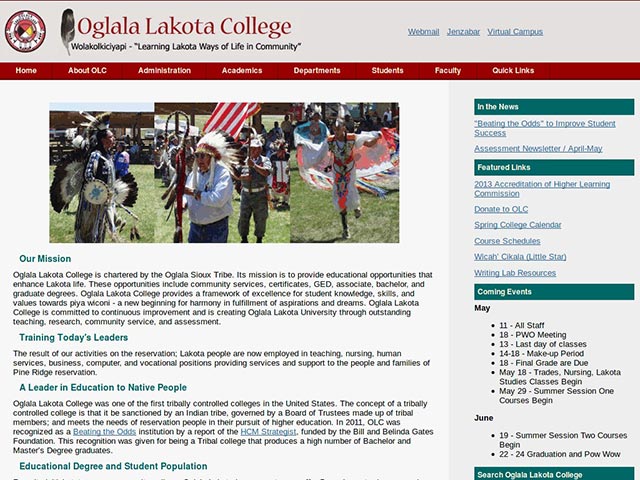 Oglala Lakota College
Wolakolkiciyapi - "Learning Lakota Ways of Life in Community"
Webmail Jenzabar Virtual Campus
Home About OLC Administration Academics Departments Students Faculty Quick Links
Our Mission
Oglala Lakota College is chartered by the Oglala Sioux Tribe. Its mission is to provide educational opportunities that
enhance Lakota life. These opportunities include community services, certificates, GED, associate, bachelor, and
graduate degrees. Oglala Lakota College provides a framework of excellence for student knowledge, skills, and
values towards piya wiconi - a new beginning for harmony in fulfillment of aspirations and dreams. Oglala Lakota
College is committed to continuous improvement and is creating Oglala Lakota University through outstanding
teaching, research, community service, and assessment.
Training Today's Leaders
The result of our activities on the reservation; Lakota people are now employed in teaching, nursing, human
services, business, computer, and vocational positions providing services and support to the people and families of
Pine Ridge reservation.
A Leader in Education to Native People
Oglala Lakota College was one of the first tribally controlled colleges in the United States. The concept of a tribally
controlled college is that it be sanctioned by an Indian tribe, governed by a Board of Trustees made up of tribal
members; and meets the needs of reservation people in their pursuit of higher education. In 2011, OLC was
recognized as a Beating the Odds institution by a report of the HCM Strategist, funded by the Bill and Belinda Gates
Foundation. This recognition was given for being a Tribal college that produces a high number of Bachelor and
Master's Degree graduates.
Educational Degree and Student Population
In the News
"Beating the Odds" to Improve Student
Success
Assessment Newsletter / April-May
Featured Links
2013 Accreditation of Higher Learning
Commission
Donate to OLC
Spring College Calendar
Course Schedules
Wicah' Cikala (Little Star)
Writing Lab Resources
Coming Events
May
11 - All Staff
18 - PWO Meeting
13 - Last day of classes
14-18 - Make-up Period
18 - Final Grade are Due
May 18 - Trades, Nursing, Lakota
Studies Classes Begin
May 29 - Summer Session One
Courses Begin
June
19 - Summer Session Two Courses
Begin
22 - 24 Graduation and Pow Wow
Search Oglala Lakota College